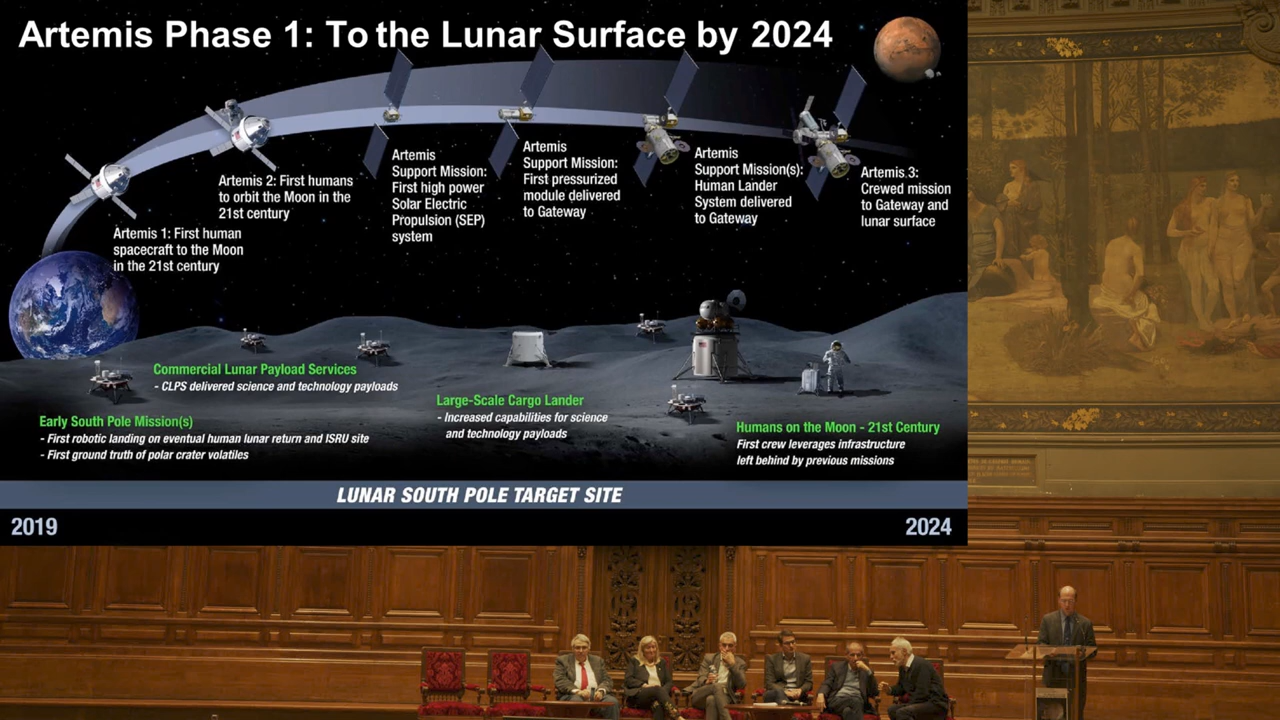 Artemis Phase 1: To the Lunar Surface by 2024
Artemis 1: First human
spacecraft to the Moon
in the 21st century
Artemis 2: First humans
to orbit the Moon in the
21st century
Artemis
Support Mission:
First high power
Solar Electric
Propulsion (SEP)
system
Artemis
Support Mission:
First pressurized
module delivered
to Gateway
Artemis
Support Mission(s):
Human Lander
System delivered
to Gateway
Artemis 3:
Crewed mission
to Gateway and
lunar surface
Commercial Lunar Payload Services
- CLPS delivered science and technology payloads
Early South Pole Mission(s)
- First robotic landing on eventual human lunar return and ISRU site
- First ground truth of polar crater volatiles
Large-Scale Cargo Lander
- Increased capabilities for science
and technology payloads
Humans on the Moon - 21st Century
First crew leverages infrastructure
left behind by previous missions
LUNAR SOUTH POLE TARGET SITE
2019
2024